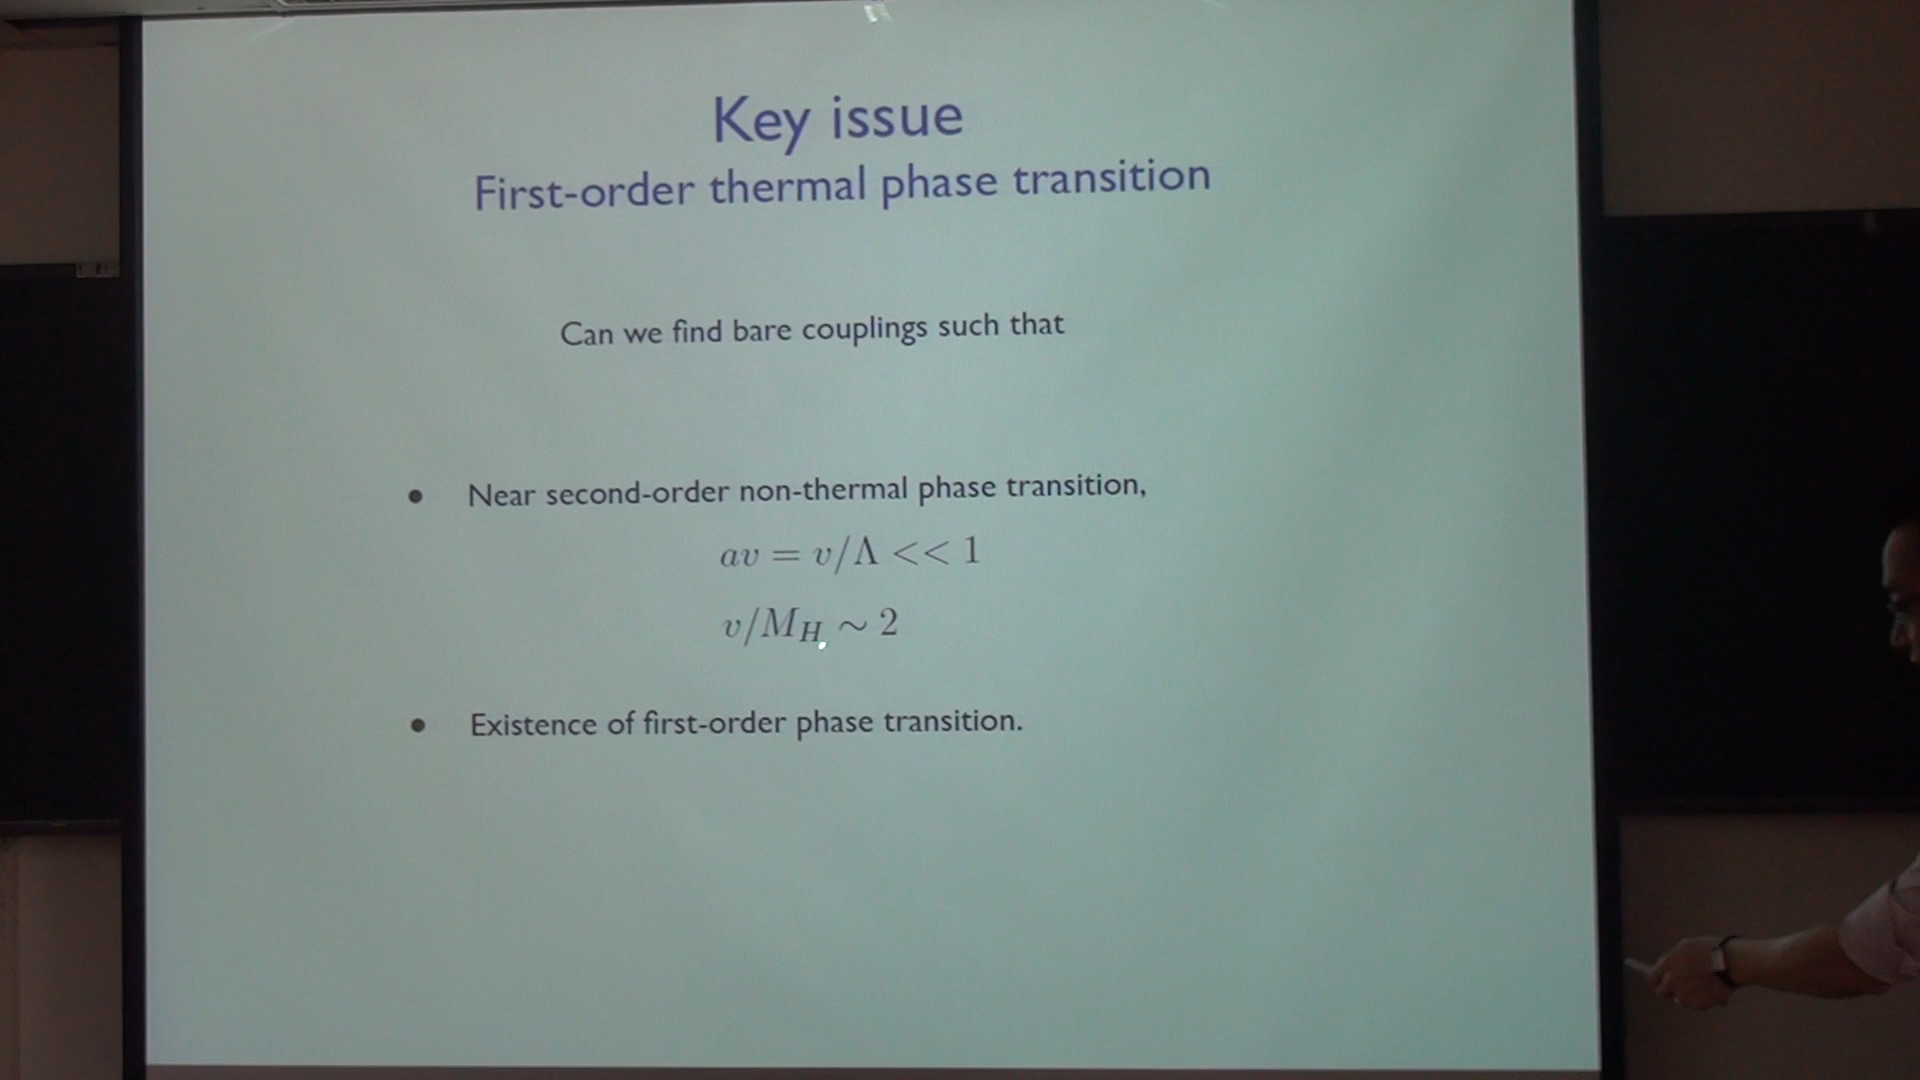 Key issue
First-order thermal phase transition
Can we find bare couplings such that
• Near second-order non-thermal phase transition,
av = v/Λ << 1
v/M_H ∼ 2
• Existence of first-order phase transition.